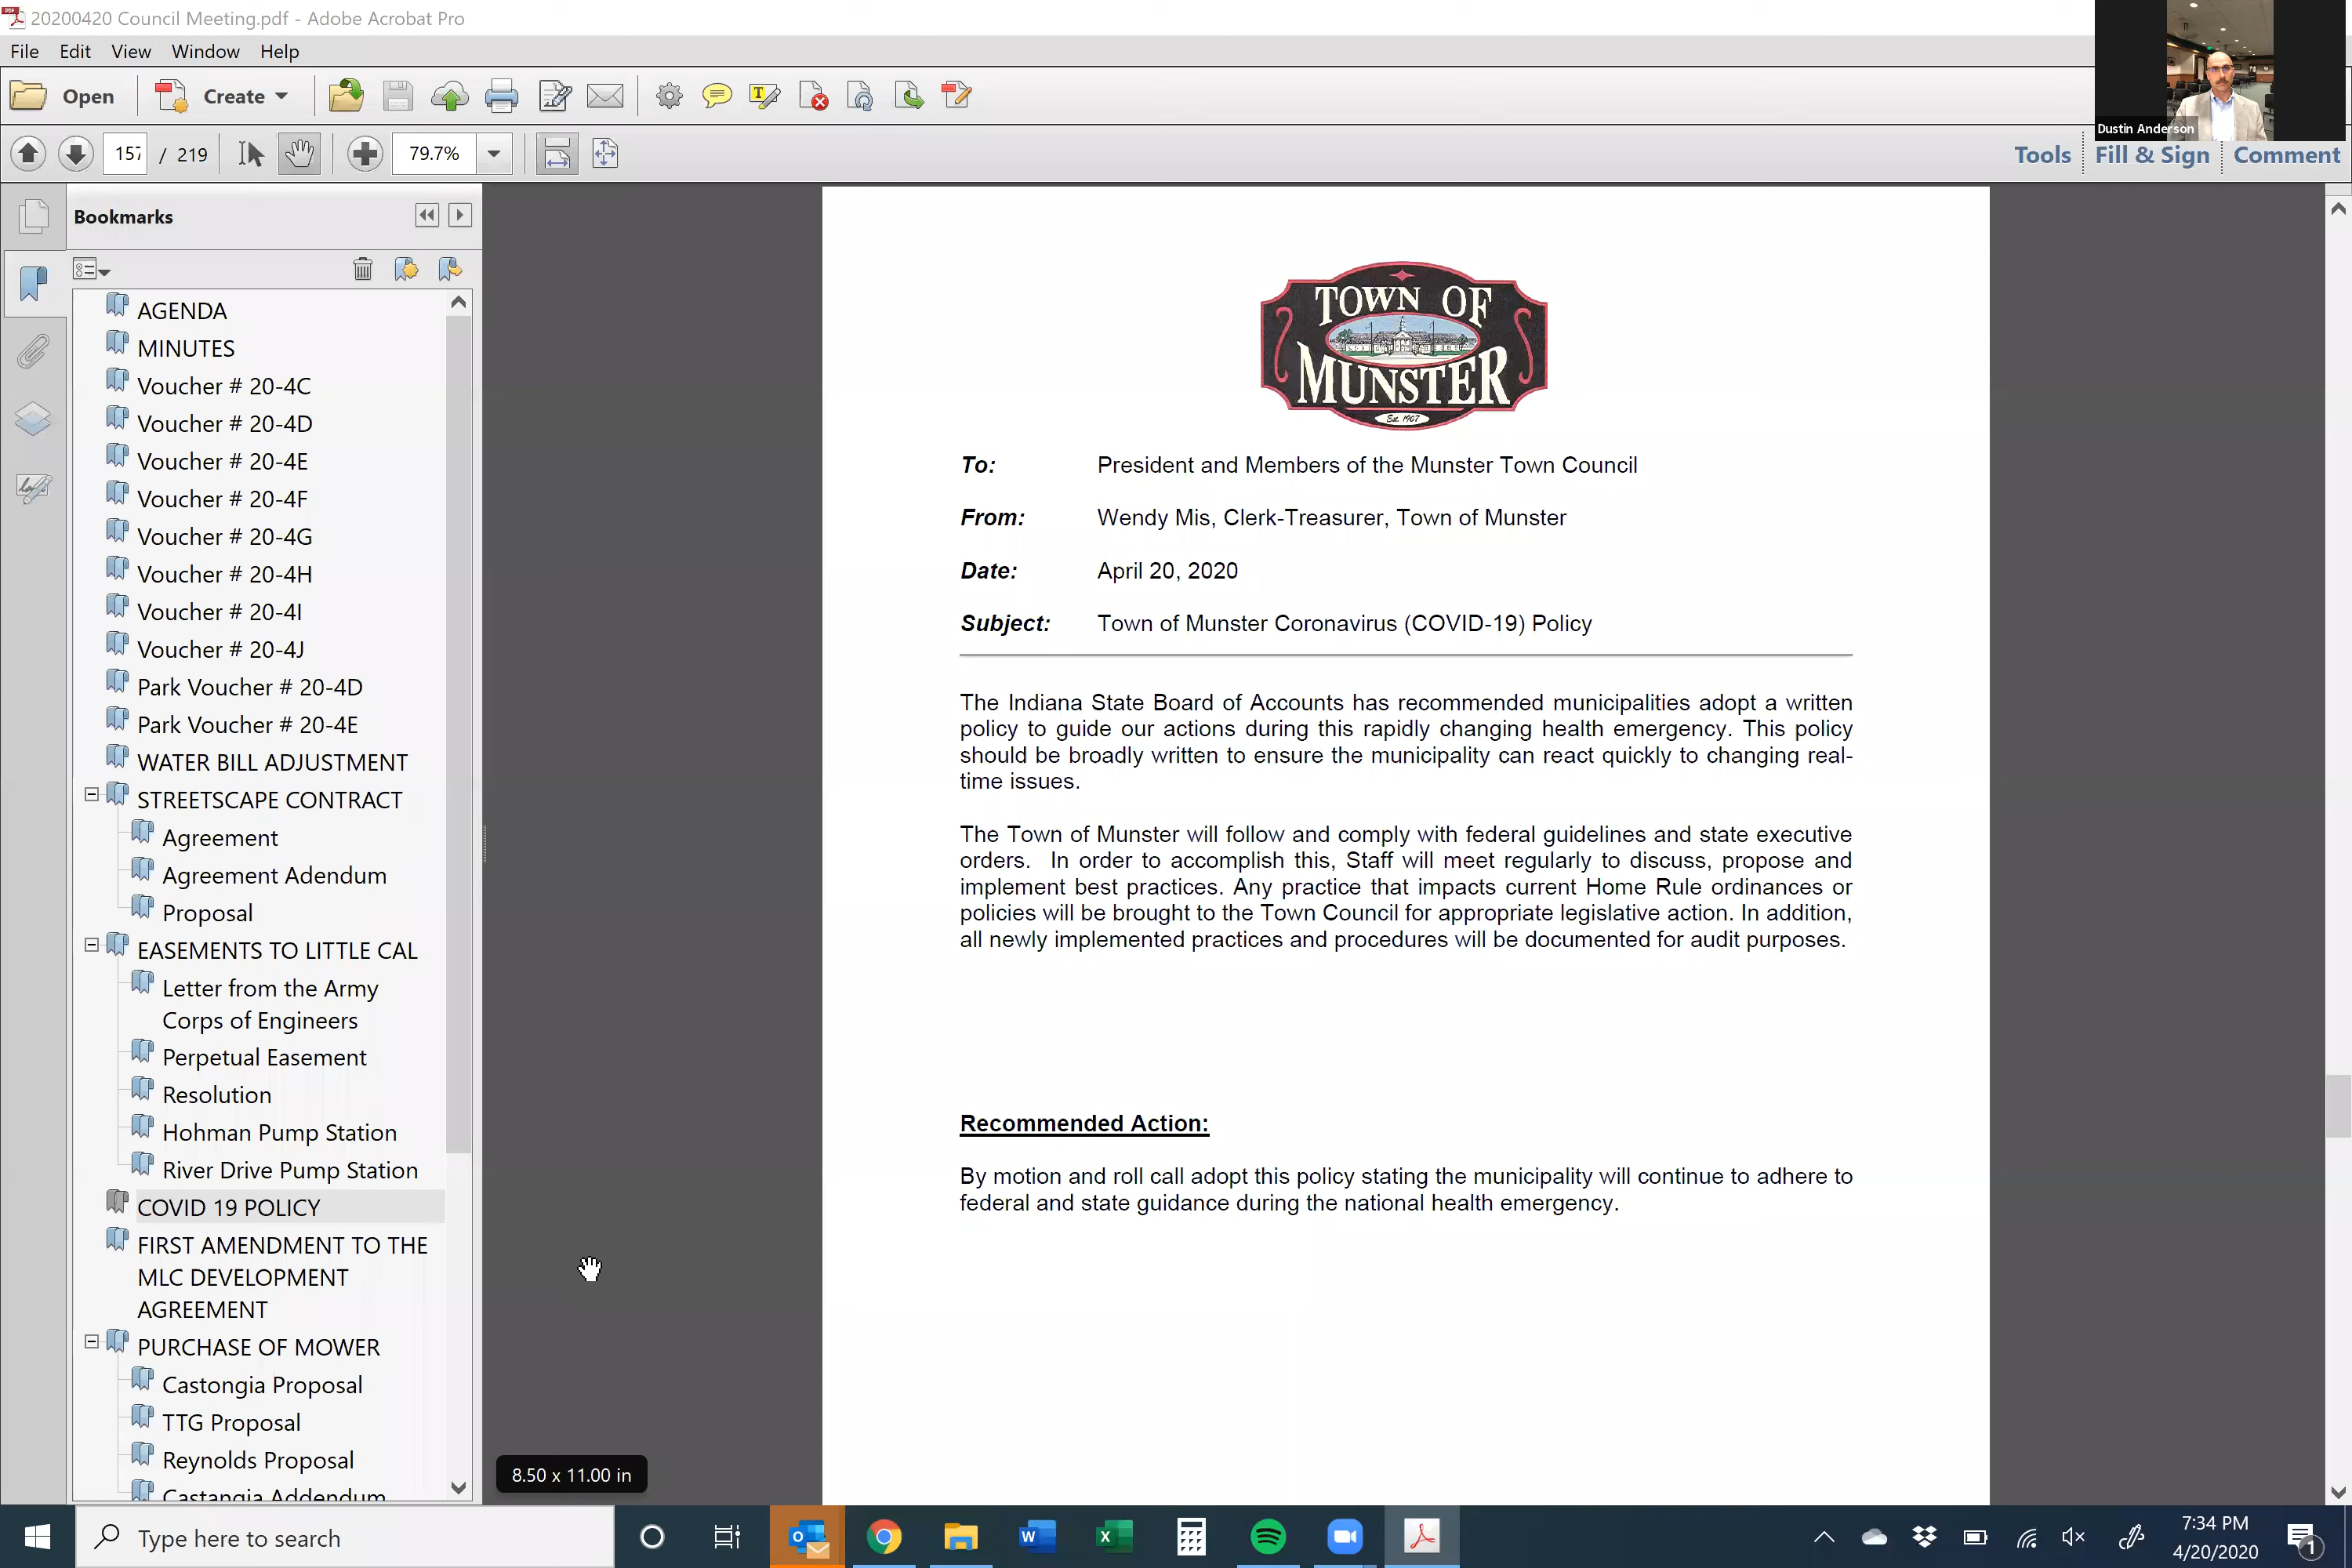 20200420 Council Meeting.pdf - Adobe Acrobat Pro
File Edit View Window Help
Open Create
157 / 219 79.7%
Dustin Anderson
Tools Fill & Sign Comment
Bookmarks
AGENDA
MINUTES
Voucher # 20-4C
Voucher # 20-4D
Voucher # 20-4E
Voucher # 20-4F
Voucher # 20-4G
Voucher # 20-4H
Voucher # 20-4I
Voucher # 20-4J
Park Voucher # 20-4D
Park Voucher # 20-4E
WATER BILL ADJUSTMENT
STREETSCAPE CONTRACT
Agreement
Agreement Adendum
Proposal
EASEMENTS TO LITTLE CAL
Letter from the Army
Corps of Engineers
Perpetual Easement
Resolution
Hohman Pump Station
River Drive Pump Station
COVID 19 POLICY
FIRST AMENDMENT TO THE
MLC DEVELOPMENT
AGREEMENT
PURCHASE OF MOWER
Castongia Proposal
TTG Proposal
Reynolds Proposal
Castangia Addendum
8.50 x 11.00 in
TOWN OF
MUNSTER
Est. 1907
To: President and Members of the Munster Town Council
From: Wendy Mis, Clerk-Treasurer, Town of Munster
Date: April 20, 2020
Subject: Town of Munster Coronavirus (COVID-19) Policy
The Indiana State Board of Accounts has recommended municipalities adopt a written
policy to guide our actions during this rapidly changing health emergency. This policy
should be broadly written to ensure the municipality can react quickly to changing real-
time issues.
The Town of Munster will follow and comply with federal guidelines and state executive
orders. In order to accomplish this, Staff will meet regularly to discuss, propose and
implement best practices. Any practice that impacts current Home Rule ordinances or
policies will be brought to the Town Council for appropriate legislative action. In addition,
all newly implemented practices and procedures will be documented for audit purposes.
Recommended Action:
By motion and roll call adopt this policy stating the municipality will continue to adhere to
federal and state guidance during the national health emergency.
Type here to search
7:34 PM
4/20/2020
1